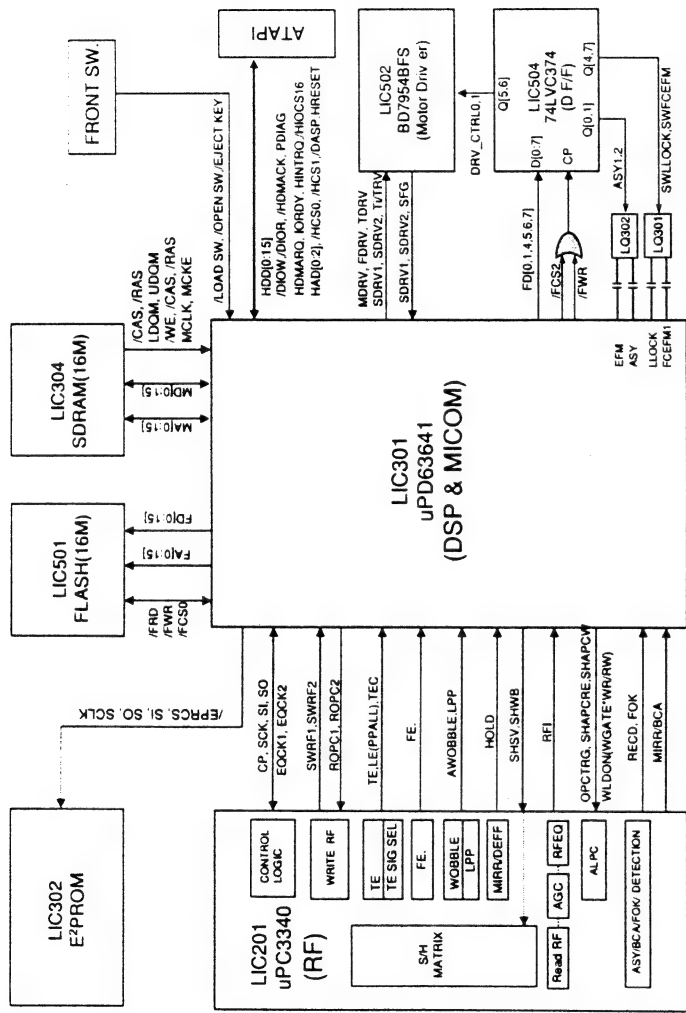 LIC302
E²PROM
LIC501
FLASH(16M)
LIC304
SDRAM(16M)
FRONT SW.
ATAPI
/EPRCS, SI, SO, SCLK
/FRD
/FWR
/FCS0
FA[0:15]
FD[0:15]
MA[0:15]
MD[0:15]
/CAS, /RAS
LDQM, UDQM
/WE, /CAS, /RAS
MCLK, MCKE
/LOAD SW, /OPEN SW,/EJECT KEY
HDD[0:15]
/DIOW,/DIOR, /HDMACK, PDIAG
HDMARQ, IORDY, HINTRQ,/HIOCS16
HAD[0:2], /HCS0, /HCS1,/DASP,HRESET
LIC201
uPC3340
(RF)
CONTROL
LOGIC
WRITE RF
TE
TE SIG SEL
FE.
WOBBLE
LPP
MIRR/DEFF
S/H
MATRIX
Read RF
AGC
RFEQ
ALPC
ASY/BCA/FOK/ DETECTION
CP, SCK, SI, SO
EQCK1, EQCK2
SWRF1,SWRF2
ROPC1, ROPC2
TE,LE(PPALL),TEC
FE.
AWOBBLE,LPP
HOLD
SHSV,SHWB
RFI
OPCTRG, SHAPCRE,SHAPCW
WLDON(WGATE*WR/RW)
RECD, FOK
MIRR/BCA
LIC301
uPD63641
(DSP & MICOM)
MDRV, FDRV, TDRV
SDRV1, SDRV2, Ti/TRV
SDRV1, SDRV2, SFG
LIC502
BD7954BFS
(Motor Driv er)
DRV_CTRL0,1
FD[0,1,4,5,6,7]
/FCS2
/FWR
D[0:7]
CP
Q[5,6]
LIC504
74LVC374
(D F/F)
Q[0,1]
Q[4,7]
ASY1,2
SWLLOCK,SWFCEFM
EFM
ASY
LLOCK
FCEFM1
LQ302
LQ301